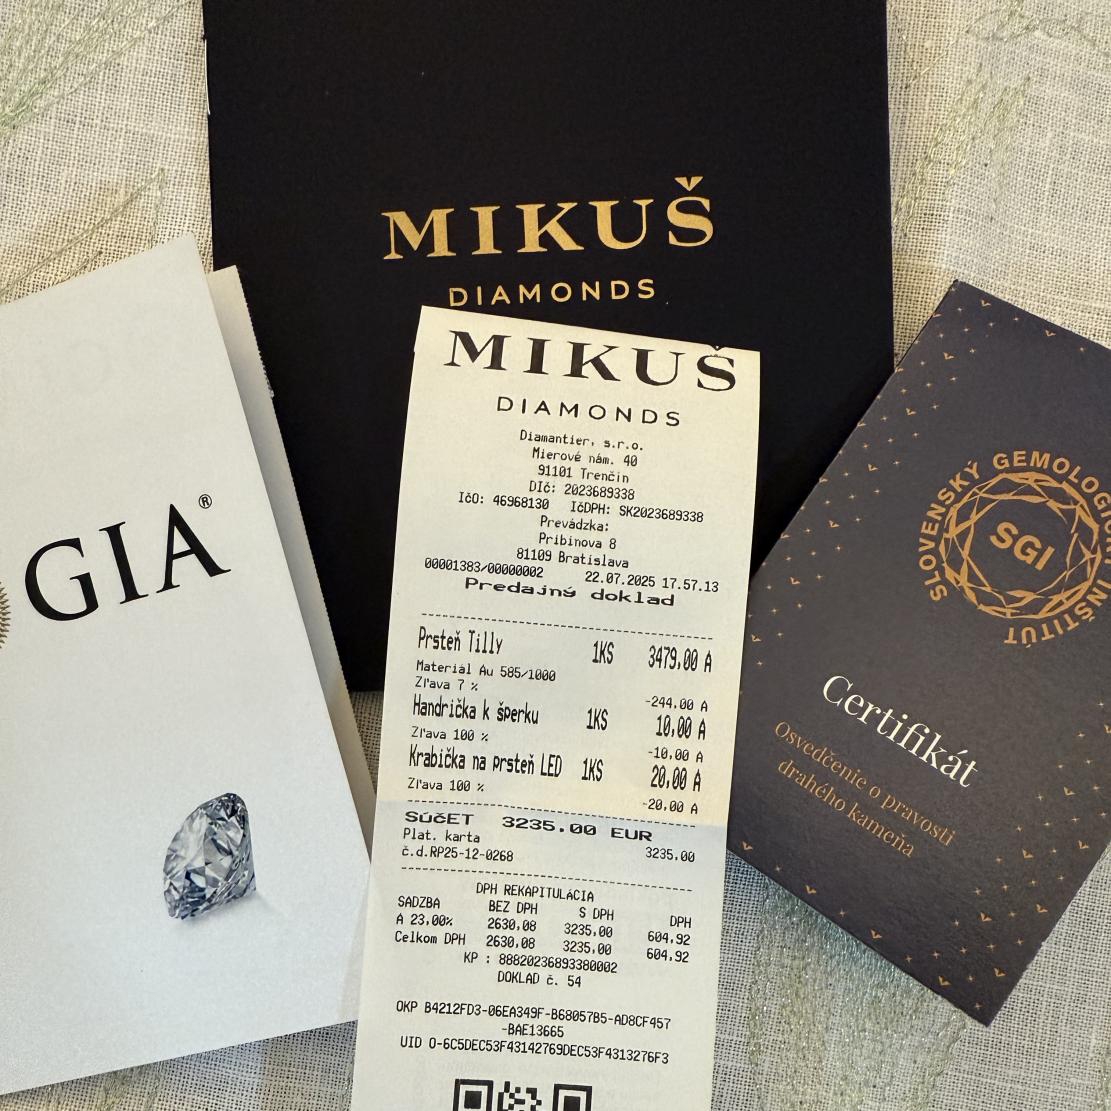 MIKUŠ
DIAMONDS
GIA®
MIKUŠ
DIAMONDS
Diamantier, s.r.o.
Mierové nám. 40
91101 Trenčín
DIč: 2023689338
IčO: 46968130 IčDPH: SK2023689338
Prevádzka:
Pribinova 8
81109 Bratislava
00001383/00000002 22.07.2025 17.57.13
Predajný doklad
Prsteň Tilly 1KS 3479,00 A
Materiál Au 585/1000
Zľava 7 % -244.00 A
Handrička k šperku 1KS 10,00 A
Zľava 100 % -10.00 A
Krabička na prsteň LED 1KS 20,00 A
Zľava 100 % -20.00 A
SúčET 3235.00 EUR
Plat. karta 3235.00
č.d.RP25-12-0268
DPH REKAPITULáCIA
SADZBA BEZ DPH S DPH DPH
A 23.00% 2630.08 3235.00 604.92
Celkom DPH 2630.08 3235.00 604.92
KP : 88820236893380002
DOKLAD č. 54
OKP B4212FD3-06EA349F-B68057B5-AD8CF457
-BAE13665
UID O-6C5DEC53F43142769DEC53F4313276F3
SLOVENSKÝ GEMOLOGICKÝ INŠTITUT
SGI
Certifikát
Osvedčenie o pravosti
drahého kameňa